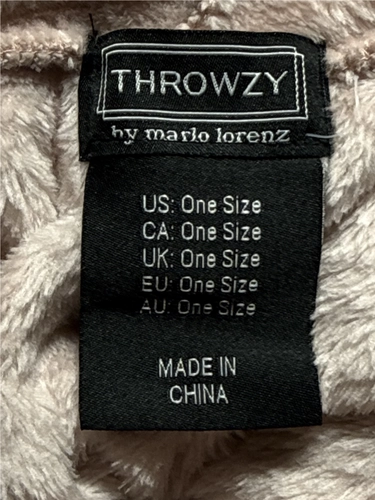 THROWZY
by marlo lorenz
US: One Size
CA: One Size
UK: One Size
EU: One Size
AU: One Size
MADE IN
CHINA